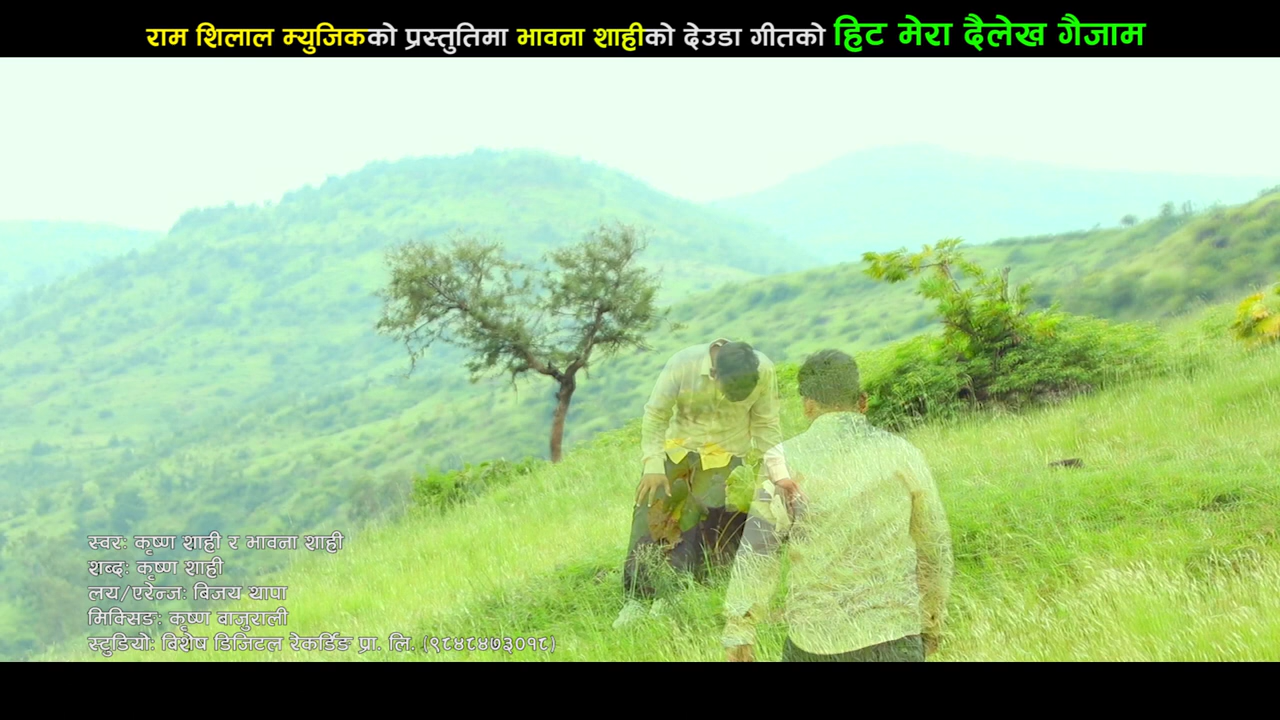 राम शिलाल म्युजिकको प्रस्तुतिमा भावना शाहीको देउडा गीतको हिट मेरा दैलेख गैजाम
स्वर: कृष्ण शाही र भावना शाही
शब्द: कृष्ण शाही
लय/एरेन्ज: बिजय थापा
मिक्सिङ: कृष्ण बाजुराली
स्टुडियो: विशेष डिजिटल रेकर्डिङ प्रा. लि. (९८४८४७३०१८)